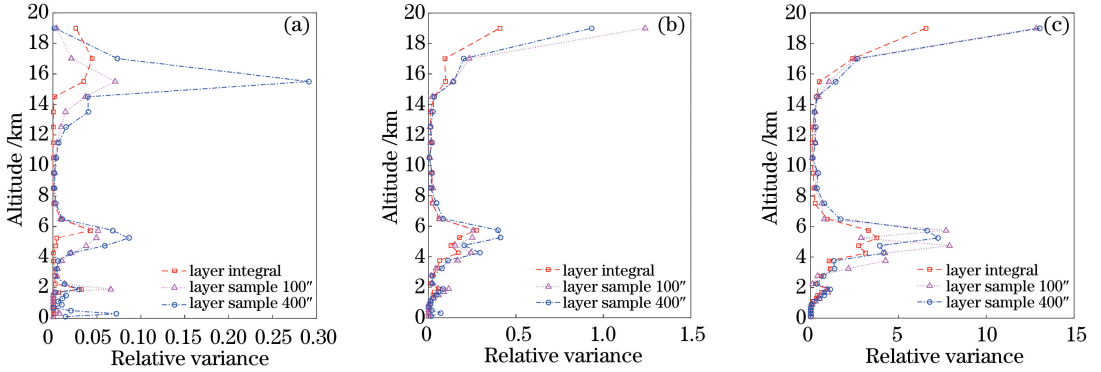 (a)
20
18
16
14
12
10
8
6
4
2
0
Altitude /km
layer integral
layer sample 100″
layer sample 400″
0 0.05 0.10 0.15 0.20 0.25 0.30
Relative variance
(b)
20
18
16
14
12
10
8
6
4
2
0
Altitude /km
layer integral
layer sample 100″
layer sample 400″
0 0.5 1.0 1.5
Relative variance
(c)
20
18
16
14
12
10
8
6
4
2
0
Altitude /km
layer integral
layer sample 100″
layer sample 400″
0 5 10 15
Relative variance